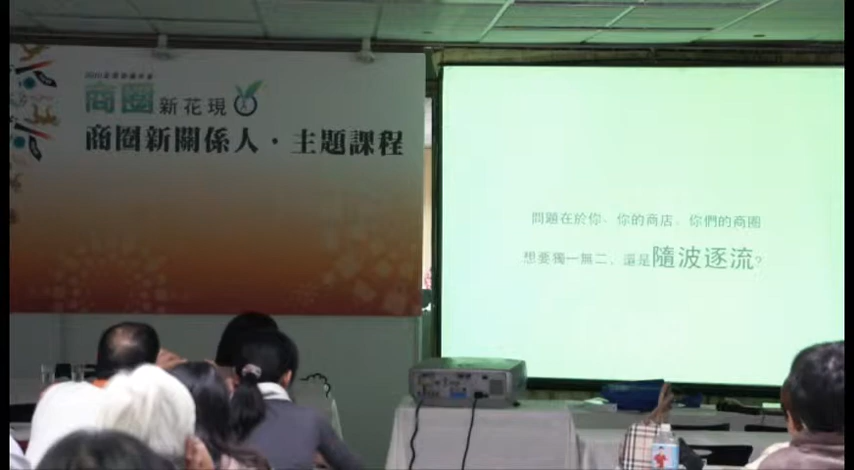 商圈新花現
商圈新關係人・主題課程
問題在於你、你的商店、你們的商圈
想要獨一無二，還是隨波逐流？